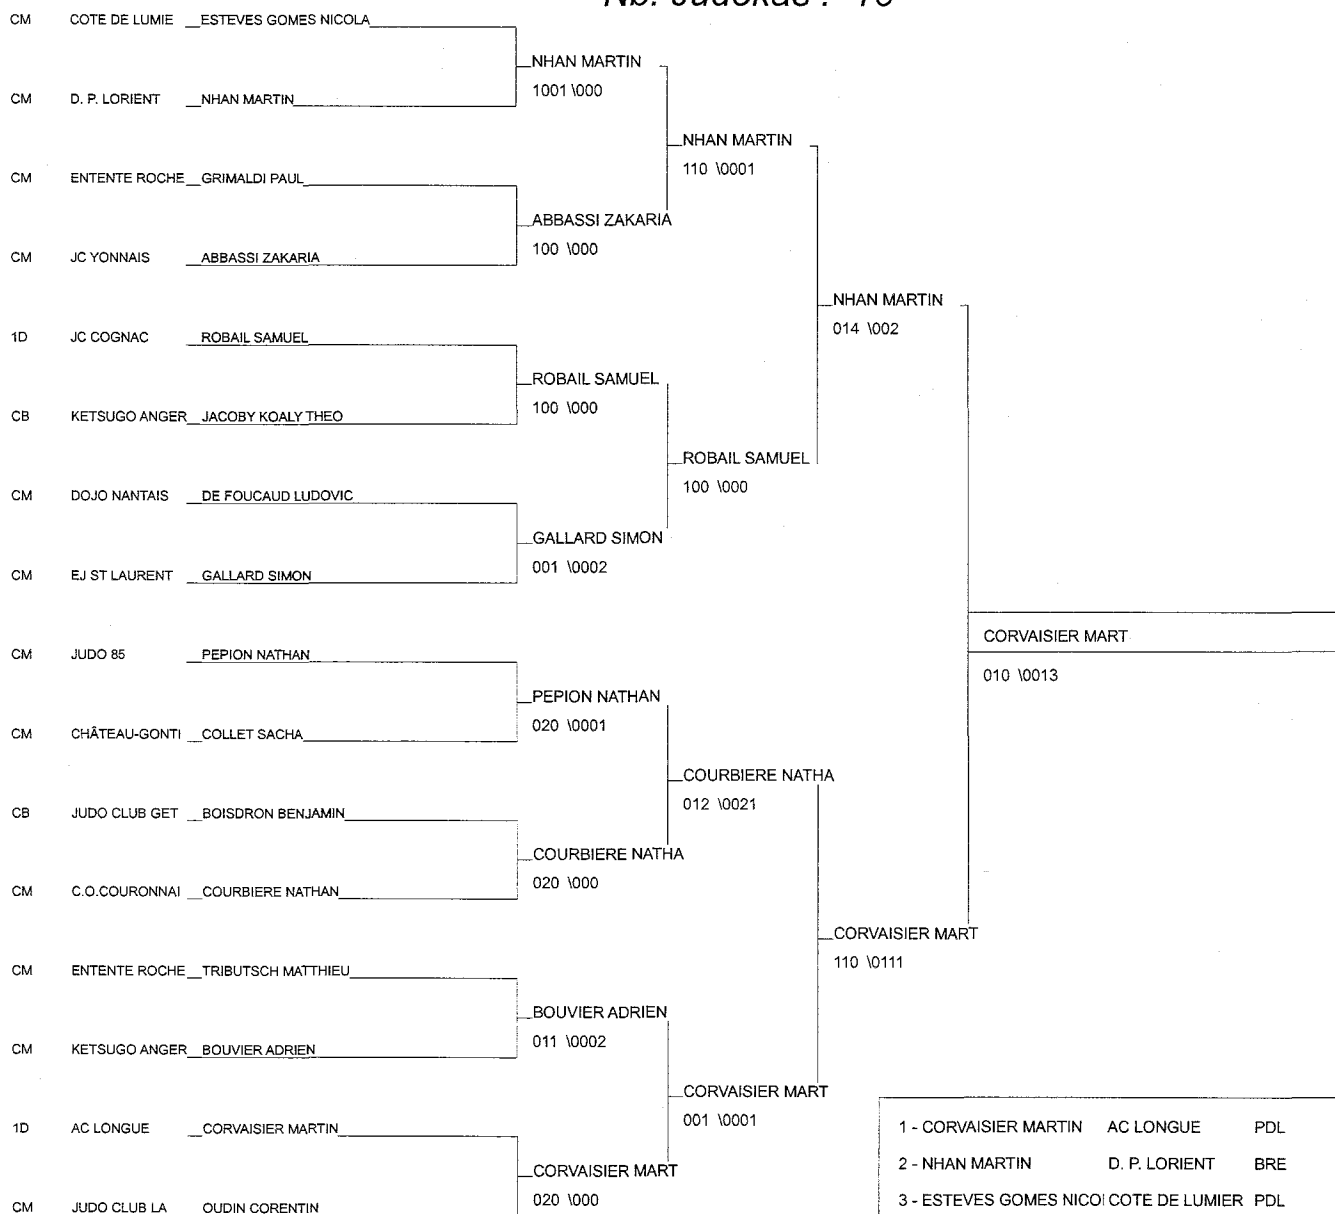 CM COTE DE LUMIE ESTEVES GOMES NICOLA
NHAN MARTIN
1001 \000
CM D. P. LORIENT NHAN MARTIN
NHAN MARTIN
110 \0001
CM ENTENTE ROCHE GRIMALDI PAUL
ABBASSI ZAKARIA
100 \000
CM JC YONNAIS ABBASSI ZAKARIA
NHAN MARTIN
014 \002
1D JC COGNAC ROBAIL SAMUEL
ROBAIL SAMUEL
100 \000
CB KETSUGO ANGER JACOBY KOALY THEO
ROBAIL SAMUEL
100 \000
CM DOJO NANTAIS DE FOUCAUD LUDOVIC
GALLARD SIMON
001 \0002
CM EJ ST LAURENT GALLARD SIMON
CORVAISIER MART
010 \0013
CM JUDO 85 PEPION NATHAN
PEPION NATHAN
020 \0001
CM CHÂTEAU-GONTI COLLET SACHA
COURBIERE NATHA
012 \0021
CB JUDO CLUB GET BOISDRON BENJAMIN
COURBIERE NATHA
020 \000
CM C.O.COURONNAI COURBIERE NATHAN
CORVAISIER MART
110 \0111
CM ENTENTE ROCHE TRIBUTSCH MATTHIEU
BOUVIER ADRIEN
011 \0002
CM KETSUGO ANGER BOUVIER ADRIEN
CORVAISIER MART
001 \0001
1D AC LONGUE CORVAISIER MARTIN
CORVAISIER MART
020 \000
CM JUDO CLUB LA OUDIN CORENTIN
1 - CORVAISIER MARTIN AC LONGUE PDL
2 - NHAN MARTIN D. P. LORIENT BRE
3 - ESTEVES GOMES NICOI COTE DE LUMIER PDL